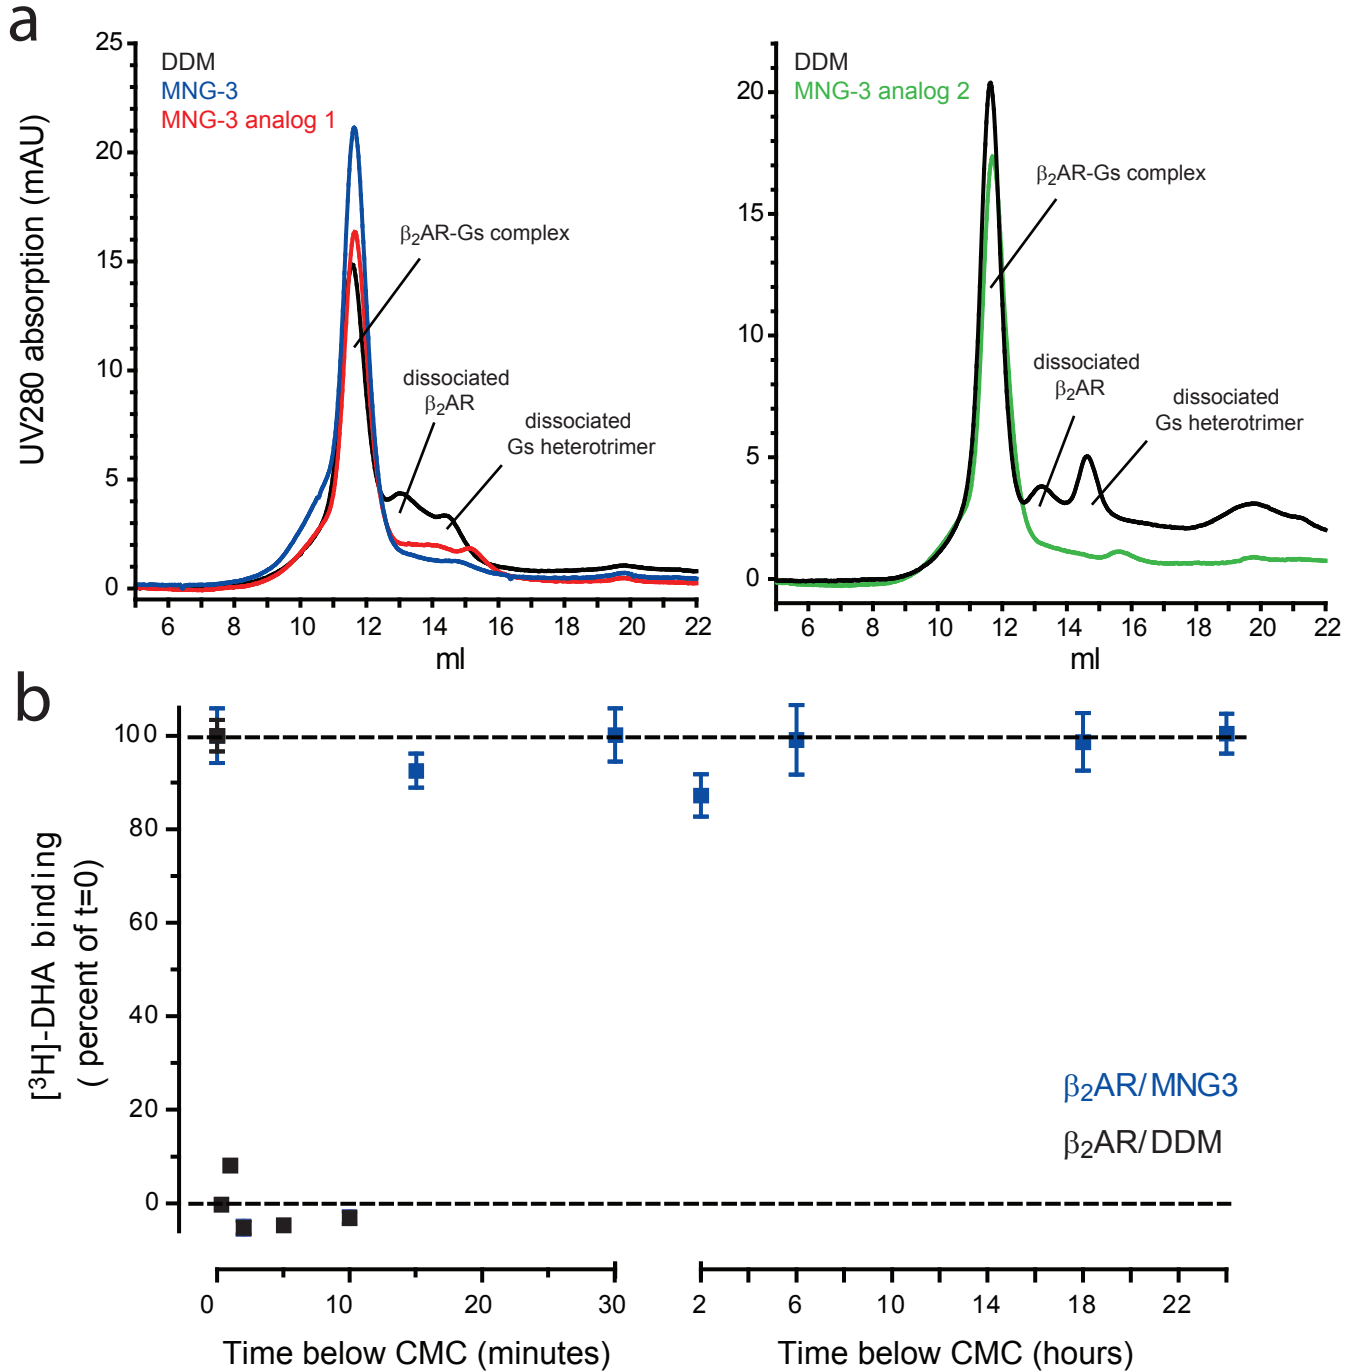 a
25
20
15
10
5
0
UV280 absorption (mAU)
DDM
MNG-3
MNG-3 analog 1
β₂AR-Gs complex
dissociated
β₂AR
dissociated
Gs heterotrimer
6 8 10 12 14 16 18 20 22
ml
20
15
10
5
0
DDM
MNG-3 analog 2
β₂AR-Gs complex
dissociated
β₂AR
dissociated
Gs heterotrimer
6 8 10 12 14 16 18 20 22
ml
b
100
80
60
40
20
0
[³H]-DHA binding
( percent of t=0)
β₂AR/MNG3
β₂AR/DDM
0 10 20 30
Time below CMC (minutes)
2 6 10 14 18 22
Time below CMC (hours)